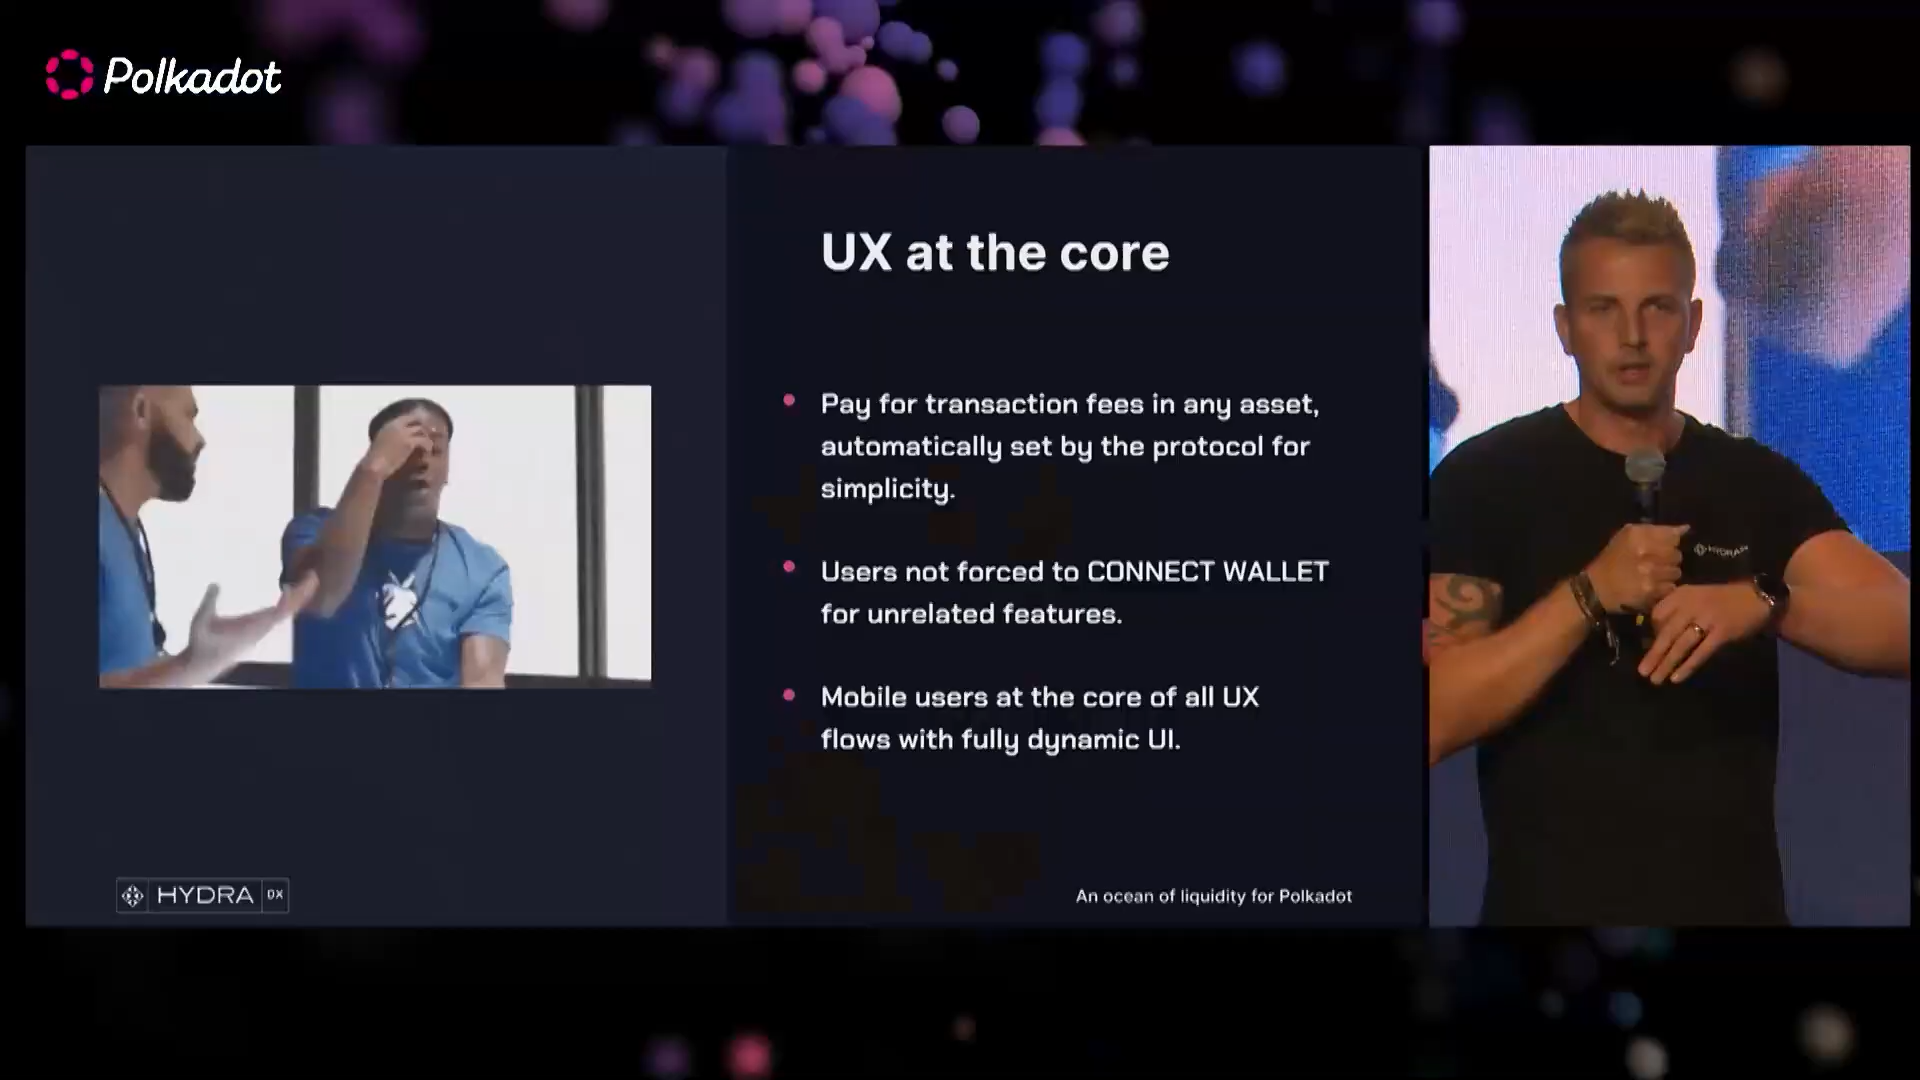 Polkadot
UX at the core
Pay for transaction fees in any asset,
automatically set by the protocol for
simplicity.
Users not forced to CONNECT WALLET
for unrelated features.
Mobile users at the core of all UX
flows with fully dynamic UI.
HYDRA DX
An ocean of liquidity for Polkadot
HYDRA